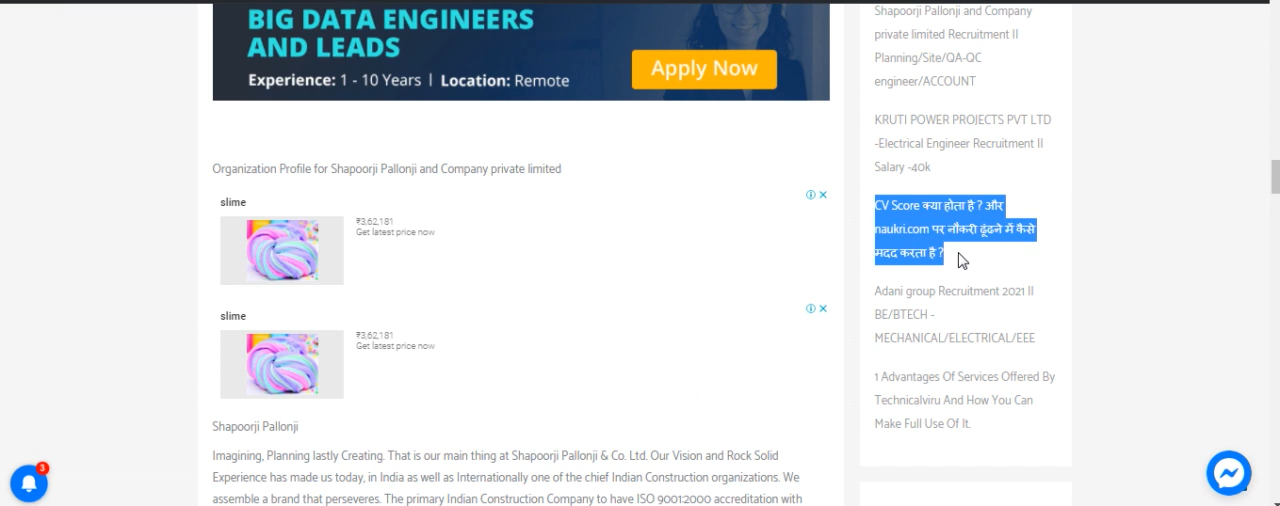 BIG DATA ENGINEERS
AND LEADS
Experience: 1 - 10 Years | Location: Remote
Apply Now
Organization Profile for Shapoorji Pallonji and Company private limited
slime
₹3,62,181
Get latest price now
slime
₹3,62,181
Get latest price now
Shapoorji Pallonji
Imagining, Planning lastly Creating. That is our main thing at Shapoorji Pallonji & Co. Ltd. Our Vision and Rock Solid
Experience has made us today, in India as well as Internationally one of the chief Indian Construction organizations. We
assemble a brand that perseveres. The primary Indian Construction Company to have ISO 9001:2000 accreditation with
Shapoorji Pallonji and Company
private limited Recruitment II
Planning/Site/QA-QC
engineer/ACCOUNT
KRUTI POWER PROJECTS PVT LTD
-Electrical Engineer Recruitment II
Salary -40k
CV Score क्या होता है ? और
naukri.com पर नौकरी ढूंढने में कैसे
मदद करता है ?
Adani group Recruitment 2021 II
BE/BTECH -
MECHANICAL/ELECTRICAL/EEE
1 Advantages Of Services Offered By
Technicalviru And How You Can
Make Full Use Of It.
3